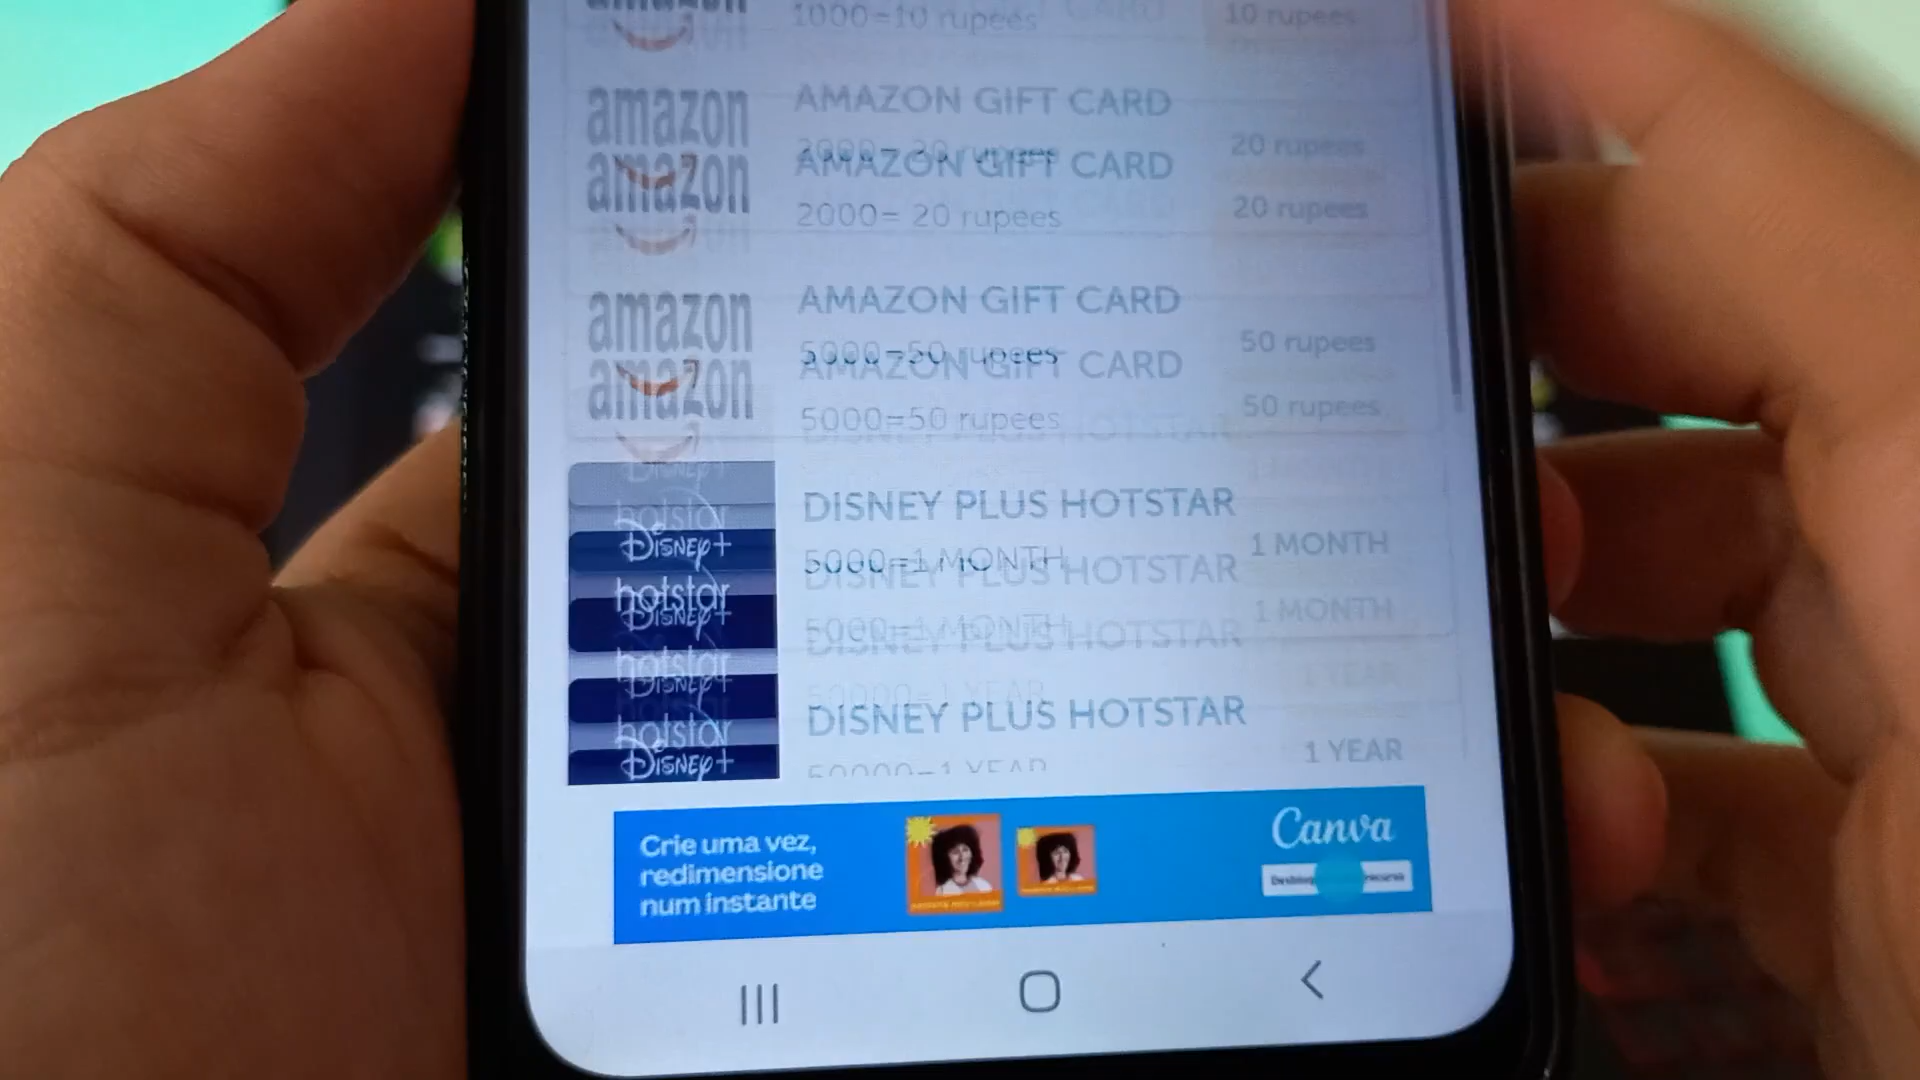 amazon
1000=10 rupees
10 rupees
amazon
AMAZON GIFT CARD
20 rupees
amazon
AMAZON GIFT CARD
2000= 20 rupees
20 rupees
amazon
AMAZON GIFT CARD
5000=50 rupees
50 rupees
amazon
AMAZON GIFT CARD
5000=50 rupees
50 rupees
DISNEY PLUS HOTSTAR
DISNEY+
hotstar
5000=1 MONTH
1 MONTH
DISNEY+
hotstar
DISNEY PLUS HOTSTAR
5000=1 MONTH
1 MONTH
DISNEY+
hotstar
DISNEY PLUS HOTSTAR
50000=1 YEAR
1 YEAR
DISNEY+
DISNEY PLUS HOTSTAR
50000=1 YEAR
1 YEAR
Crie uma vez,
redimensione
num instante
Canva